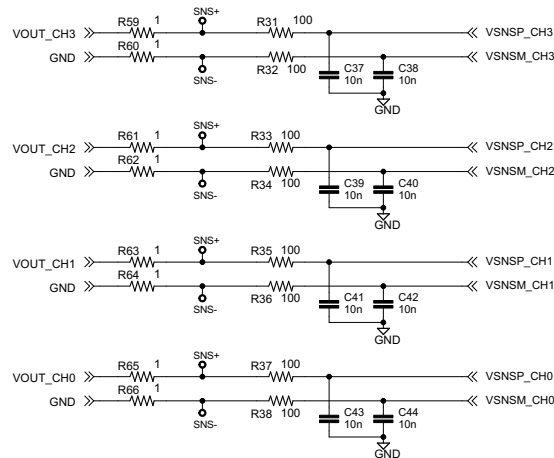 R59 1 SNS+ R31 100
VOUT_CH3 VSNSP_CH3
R60 1
GND VSNSM_CH3
SNS- R32 100 C37 10n C38 10n
GND
R61 1 SNS+ R33 100
VOUT_CH2 VSNSP_CH2
R62 1
GND VSNSM_CH2
SNS- R34 100 C39 10n C40 10n
GND
R63 1 SNS+ R35 100
VOUT_CH1 VSNSP_CH1
R64 1
GND VSNSM_CH1
SNS- R36 100 C41 10n C42 10n
GND
R65 1 SNS+ R37 100
VOUT_CH0 VSNSP_CH0
R66 1
GND VSNSM_CH0
SNS- R38 100 C43 10n C44 10n
GND